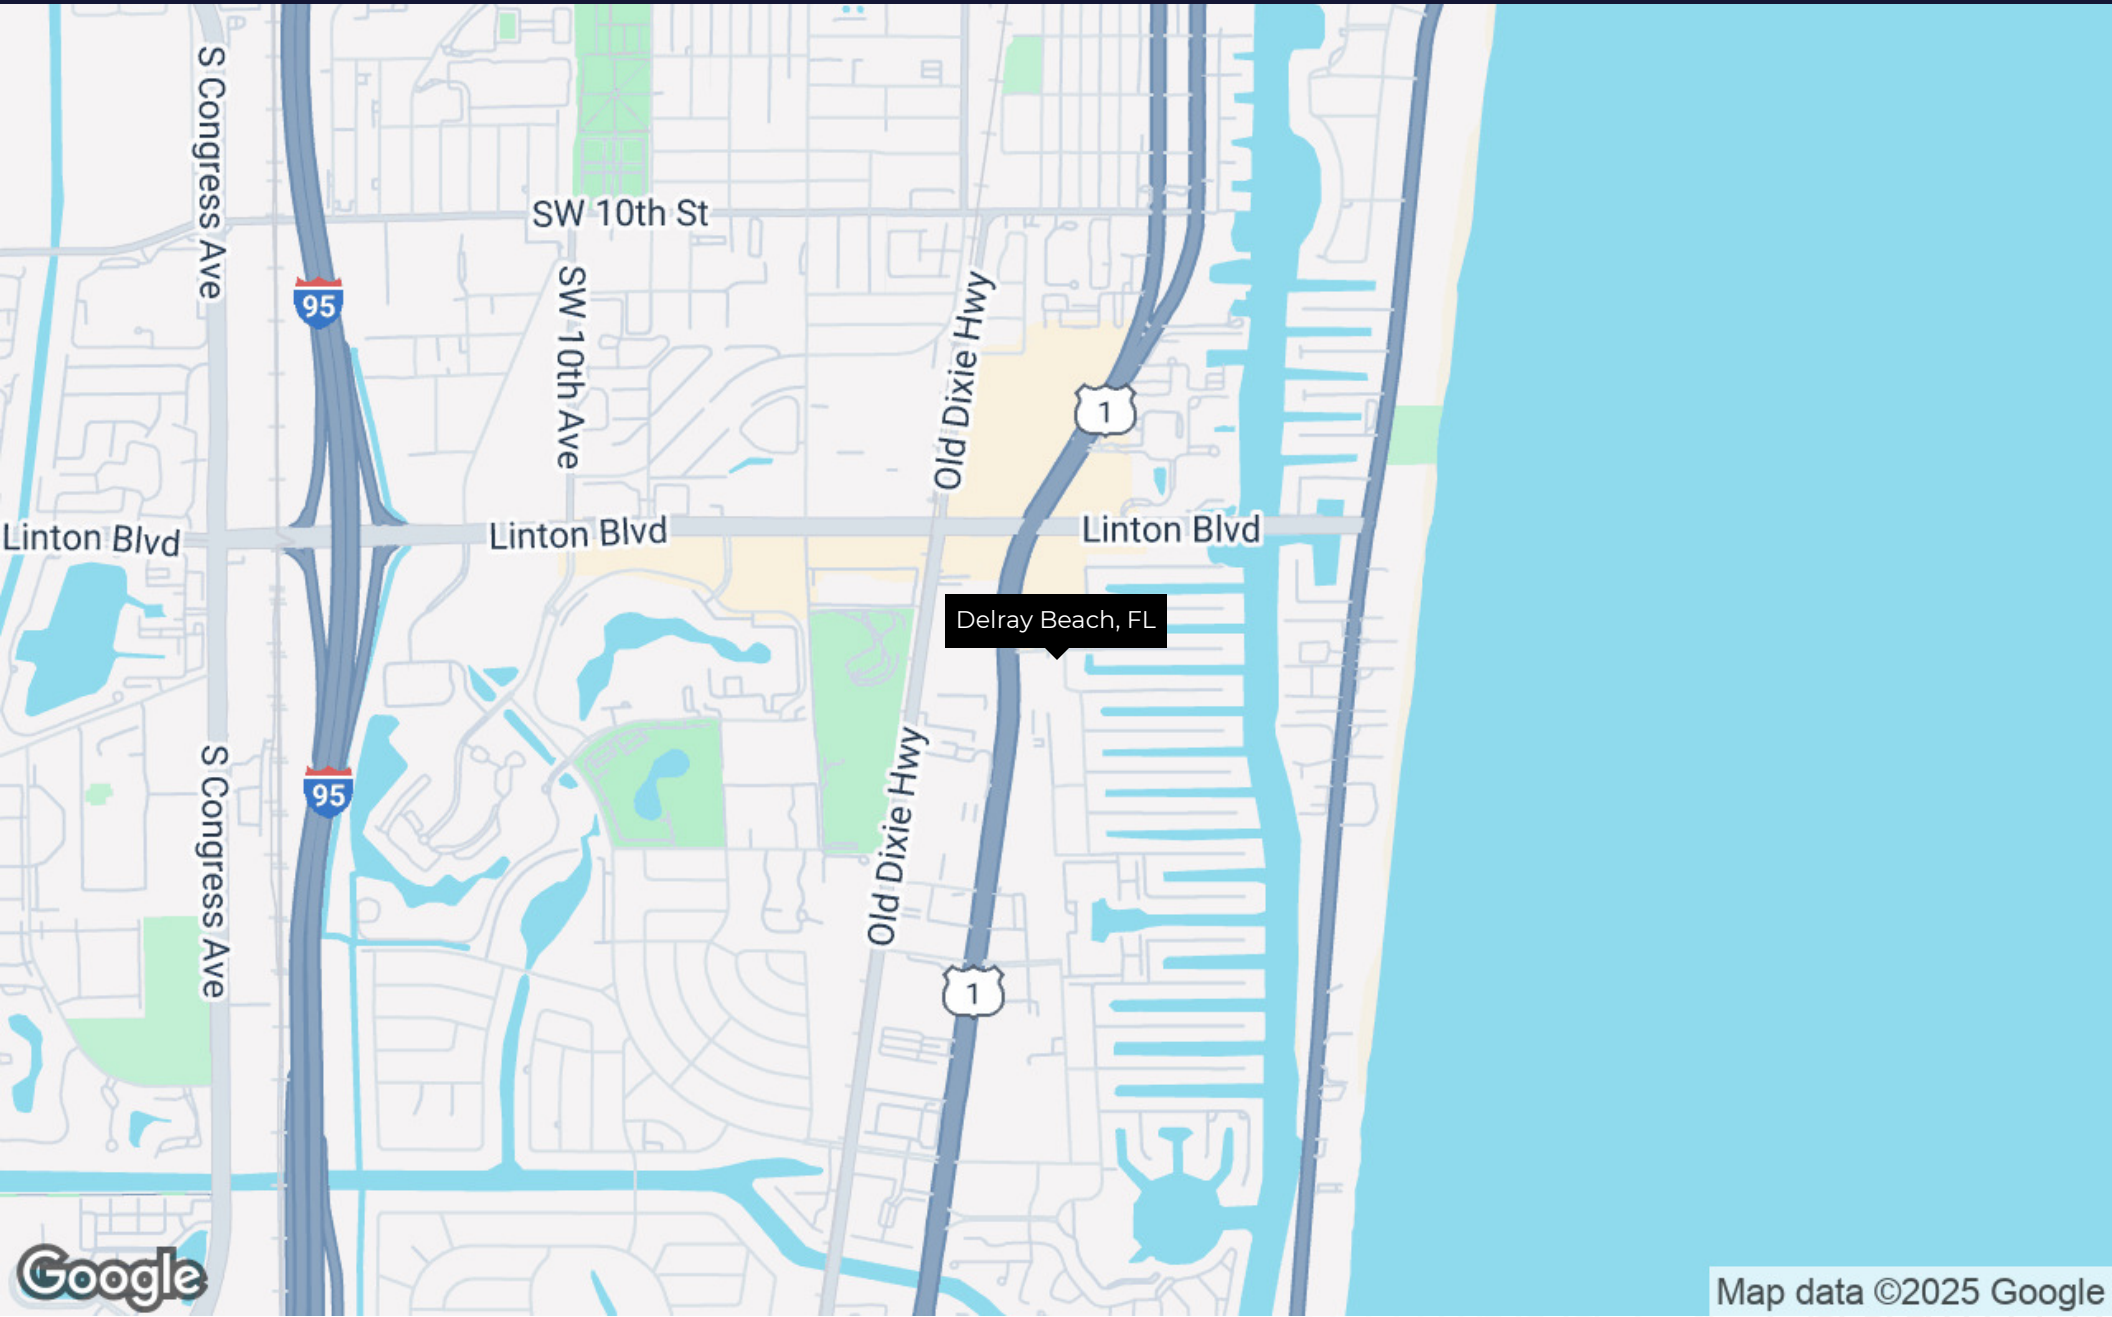 S Congress Ave
SW 10th St
95
SW 10th Ave
Old Dixie Hwy
1
Linton Blvd
Linton Blvd
Linton Blvd
Delray Beach, FL
S Congress Ave
95
Old Dixie Hwy
1
Google
Map data ©2025 Google